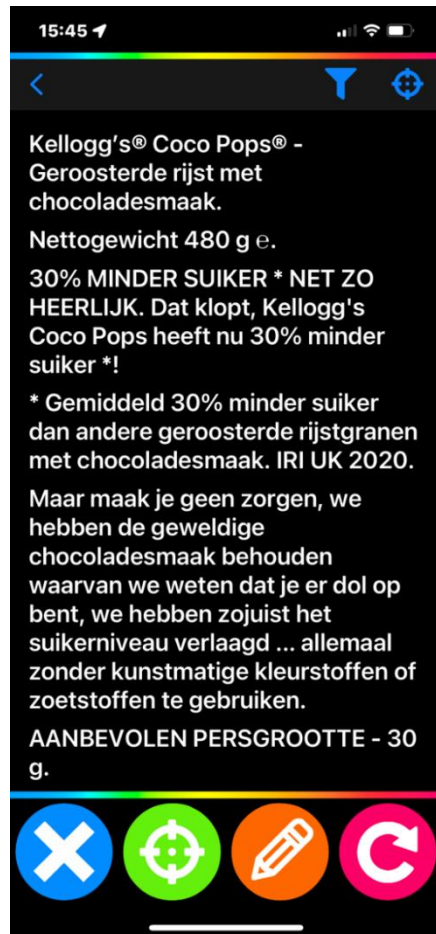 15:45
Kellogg's® Coco Pops® -
Geroosterde rijst met
chocoladesmaak.
Nettogewicht 480 g ℮.
30% MINDER SUIKER * NET ZO
HEERLIJK. Dat klopt, Kellogg's
Coco Pops heeft nu 30% minder
suiker *!
* Gemiddeld 30% minder suiker
dan andere geroosterde rijstgranen
met chocoladesmaak. IRI UK 2020.
Maar maak je geen zorgen, we
hebben de geweldige
chocoladesmaak behouden
waarvan we weten dat je er dol op
bent, we hebben zojuist het
suikerniveau verlaagd ... allemaal
zonder kunstmatige kleurstoffen of
zoetstoffen te gebruiken.
AANBEVOLEN PERSGROOTTE - 30
g.